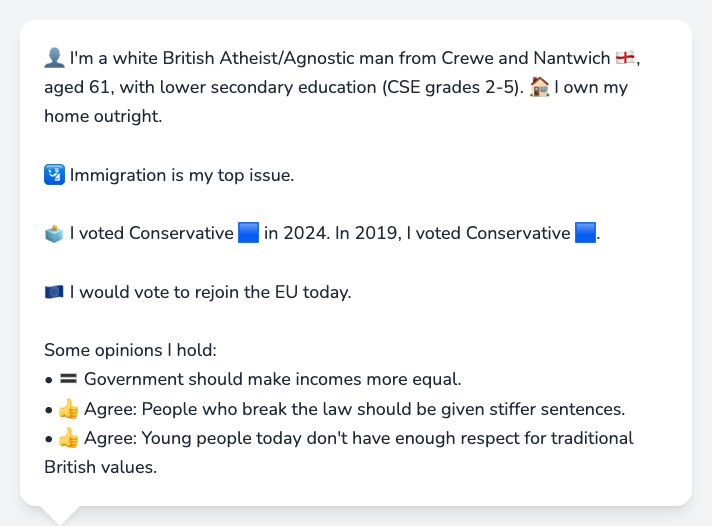 👤 I'm a white British Atheist/Agnostic man from Crewe and Nantwich 🏴󠁧󠁢󠁥󠁮󠁧󠁿,
aged 61, with lower secondary education (CSE grades 2-5). 🏠 I own my
home outright.
🛂 Immigration is my top issue.
🗳️ I voted Conservative 🟦 in 2024. In 2019, I voted Conservative 🟦.
🇪🇺 I would vote to rejoin the EU today.
Some opinions I hold:
• 🟰 Government should make incomes more equal.
• 👍 Agree: People who break the law should be given stiffer sentences.
• 👍 Agree: Young people today don't have enough respect for traditional
British values.